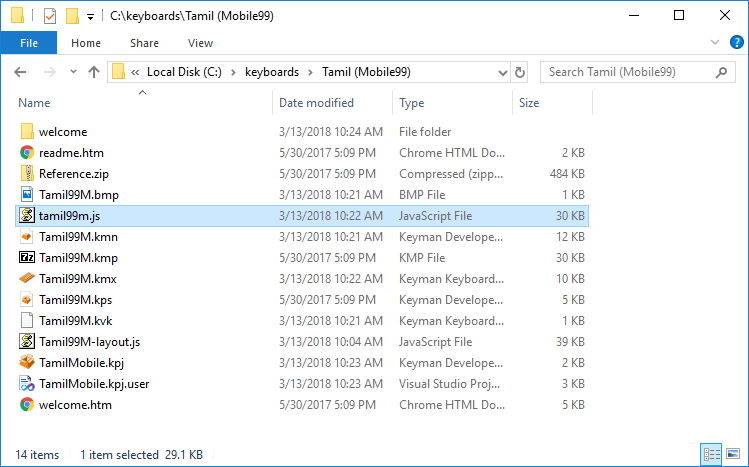 C:\keyboards\Tamil (Mobile99)
File Home Share View
Local Disk (C:) keyboards Tamil (Mobile99) Search Tamil (Mobile99)
Name Date modified Type Size
welcome 3/13/2018 10:24 AM File folder
readme.htm 5/30/2017 5:09 PM Chrome HTML Do... 2 KB
Reference.zip 5/30/2017 5:09 PM Compressed (zipp... 484 KB
Tamil99M.bmp 3/13/2018 10:21 AM BMP File 1 KB
tamil99m.js 3/13/2018 10:22 AM JavaScript File 30 KB
Tamil99M.kmn 3/13/2018 10:21 AM Keyman Develope... 12 KB
Tamil99M.kmp 5/30/2017 5:09 PM KMP File 30 KB
Tamil99M.kmx 3/13/2018 10:22 AM Keyman Keyboard... 10 KB
Tamil99M.kps 5/30/2017 5:09 PM Keyman Develope... 5 KB
Tamil99M.kvk 3/13/2018 10:21 AM Keyman Keyboard... 1 KB
Tamil99M-layout.js 3/13/2018 10:04 AM JavaScript File 39 KB
TamilMobile.kpj 3/13/2018 10:23 AM Keyman Develope... 2 KB
TamilMobile.kpj.user 3/13/2018 10:23 AM Visual Studio Proj... 3 KB
welcome.htm 5/30/2017 5:09 PM Chrome HTML Do... 5 KB
14 items 1 item selected 29.1 KB